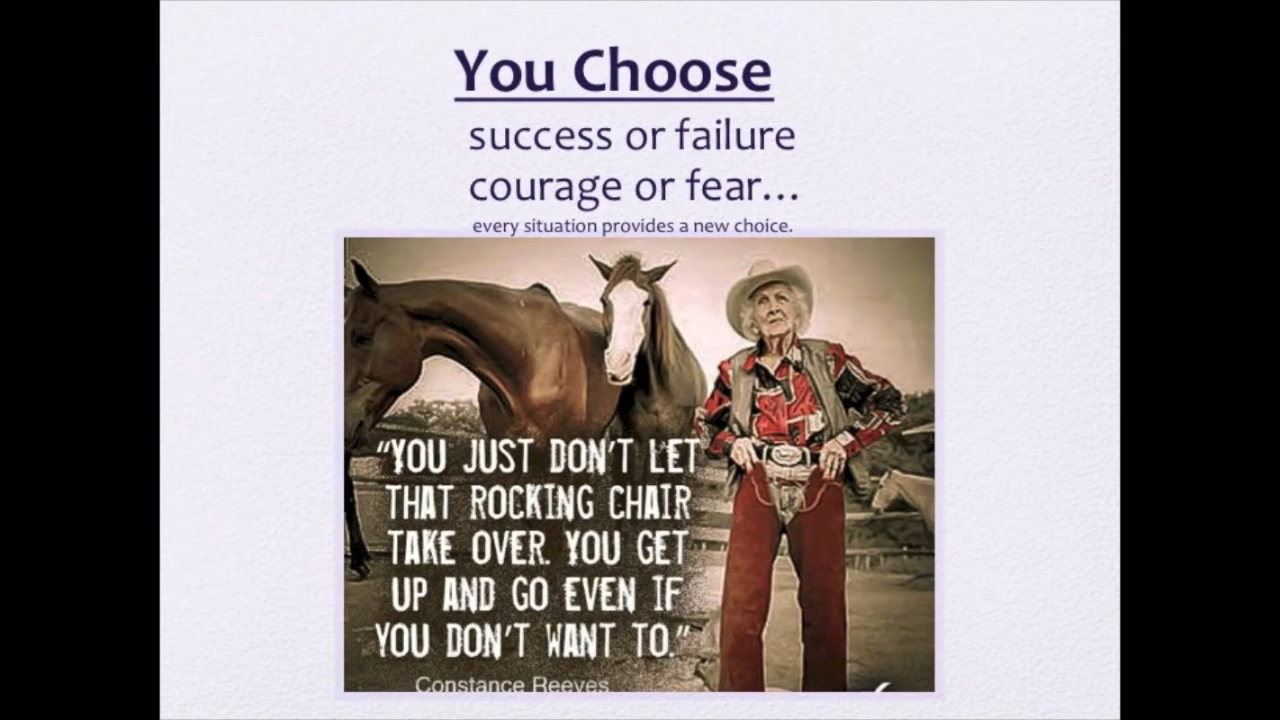 You Choose
success or failure
courage or fear...
every situation provides a new choice.
“YOU JUST DON’T LET
THAT ROCKING CHAIR
TAKE OVER. YOU GET
UP AND GO EVEN IF
YOU DON’T WANT TO.”
Constance Reeves